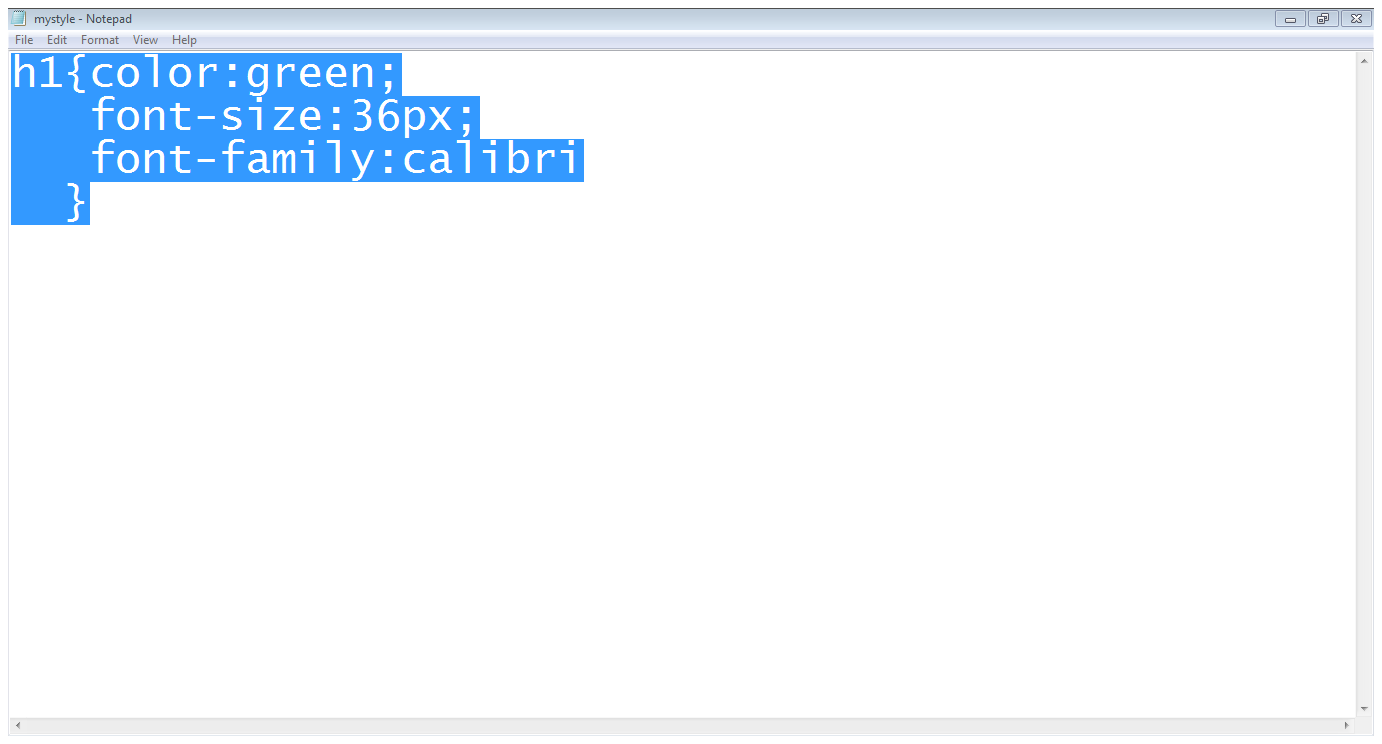 mystyle - Notepad
File Edit Format View Help
h1{color:green;
    font-size:36px;
    font-family:calibri
   }